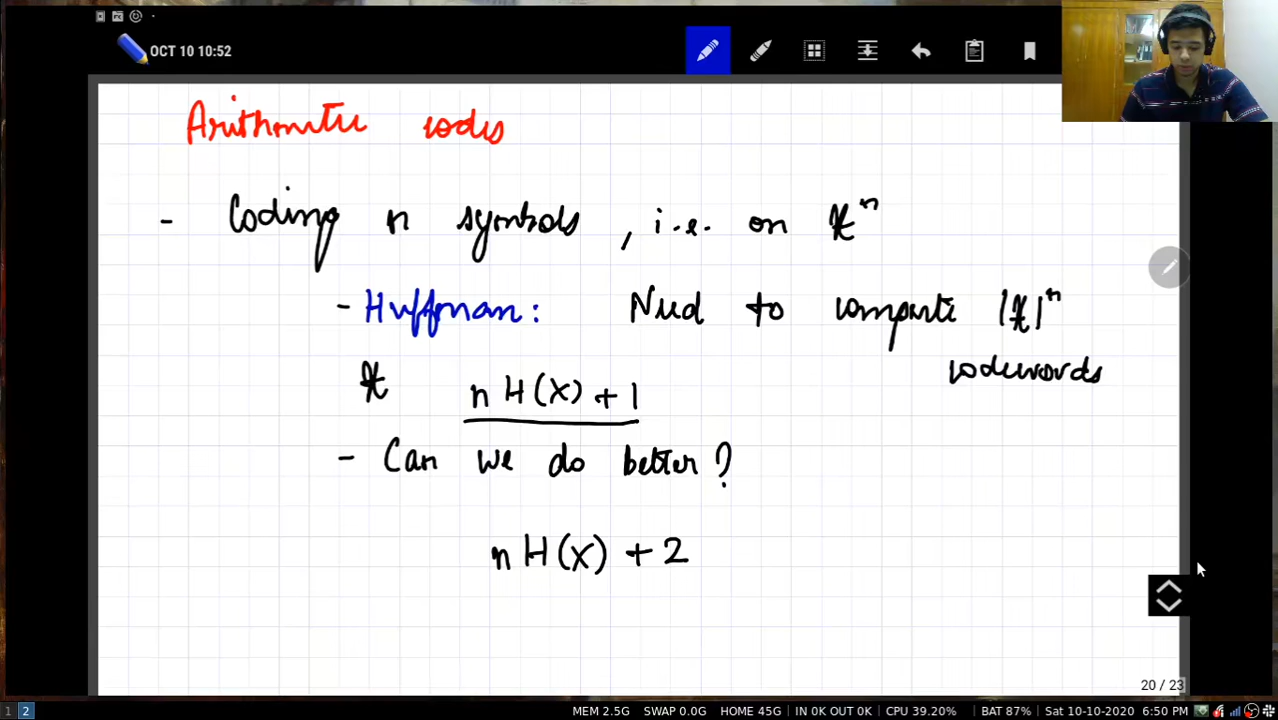 OCT 10 10:52
Arithmetic codes
- Coding n symbols, i.e. on 𝒳ⁿ
- Huffman: Need to compute |𝒳|ⁿ
codewords
𝒳 nH(X)+1
- Can we do better?
nH(X)+2
20 / 23
1 2 MEM 2.5G SWAP 0.0G HOME 45G IN 0K OUT 0K CPU 39.20% BAT 87% Sat 10-10-2020 6:50 PM